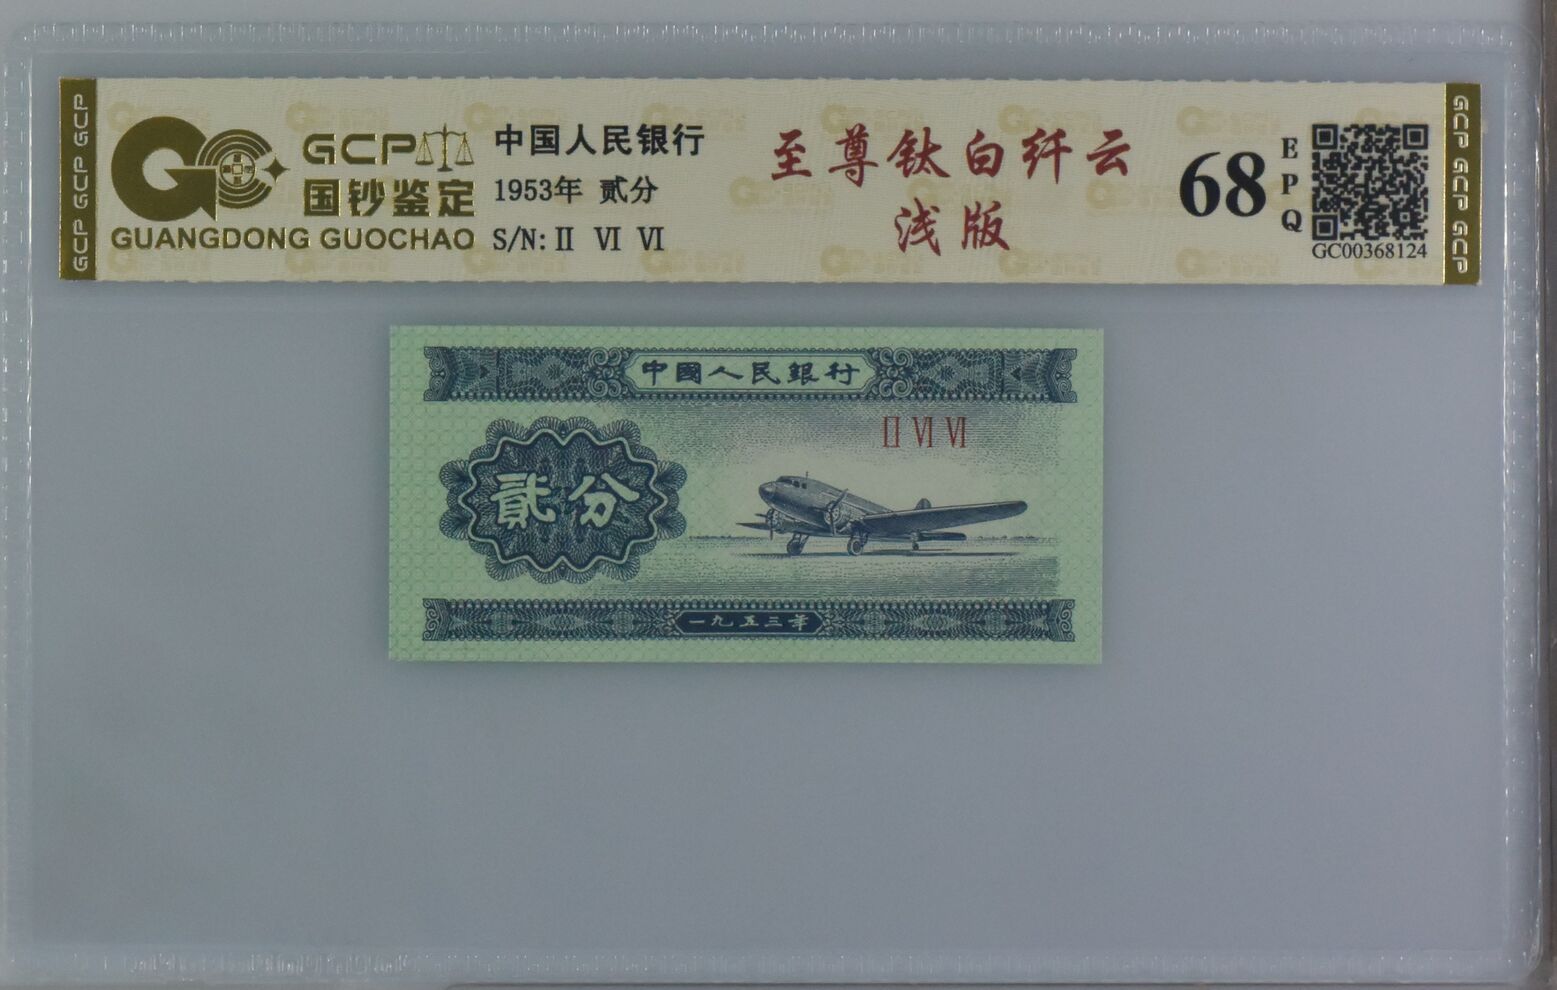 GCP GCP GCP
GCP
国钞鉴定
GUANGDONG GUOCHAO
中国人民银行
1953年 贰分
S/N: II VI VI
至尊钛白纤云
浅版
68
EPQ
GC00368124
GCP GCP GCP
中國人民銀行
II VI VI
貳分
一九五三年